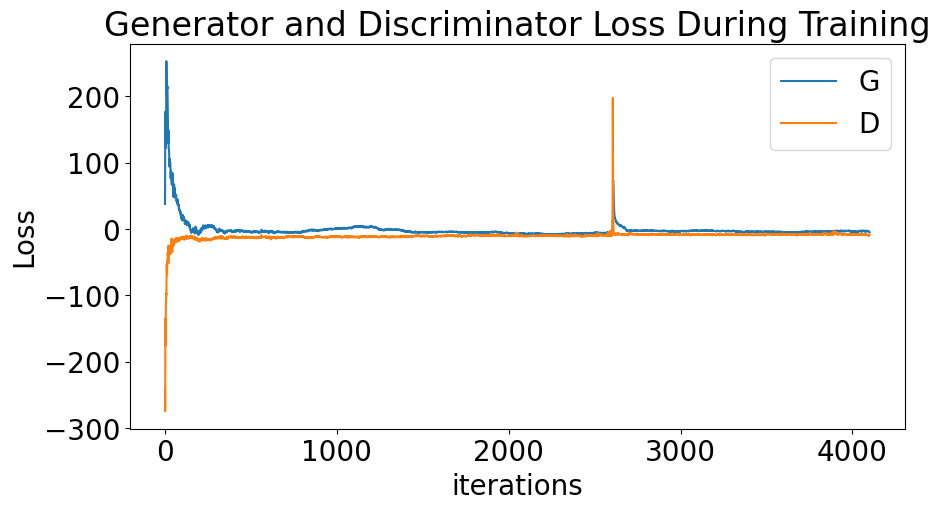 Generator and Discriminator Loss During Training
G
D
Loss
200
100
0
−100
−200
−300
0 1000 2000 3000 4000
iterations